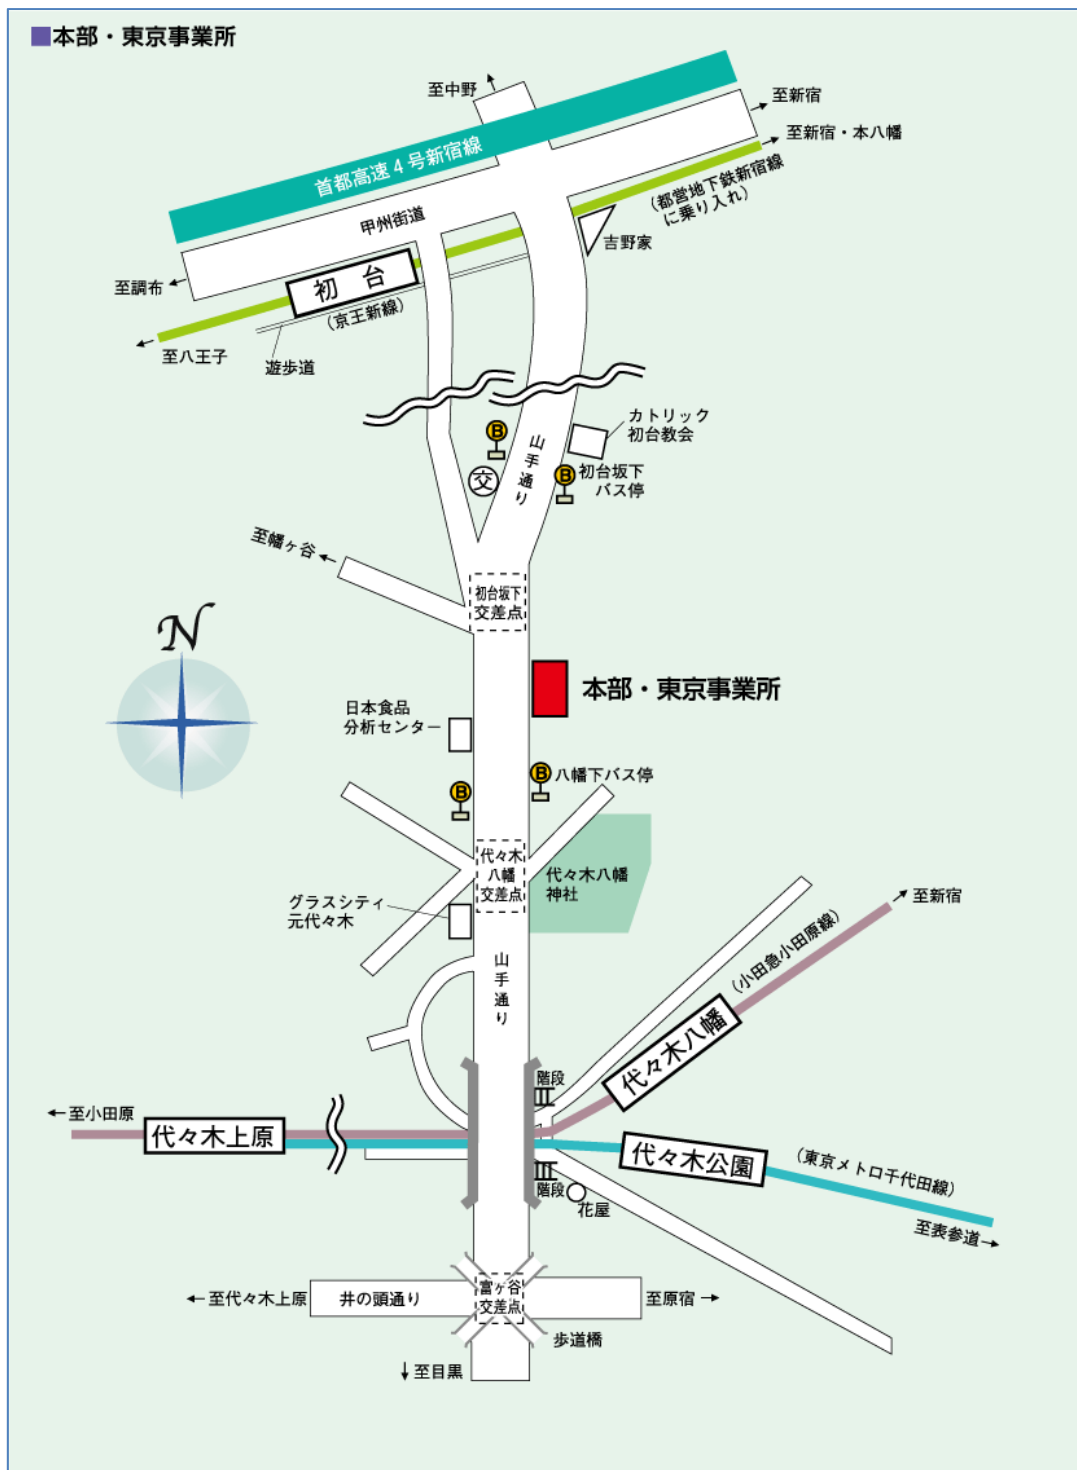 ■本部・東京事業所
至中野
至新宿
至新宿・本八幡
首都高速4号新宿線
(都営地下鉄新宿線
に乗り入れ)
甲州街道
吉野家
至調布
初台
(京王新線)
至八王子
遊歩道
カトリック
初台教会
B
山手通り
B
初台坂下
バス停
交
至幡ヶ谷
初台坂下
交差点
N
本部・東京事業所
日本食品
分析センター
B
八幡下バス停
B
代々木
八幡
交差点
代々木八幡
神社
グラスシティ
元代々木
至新宿
(小田急小田原線)
山手通り
代々木八幡
階段
至小田原
代々木上原
代々木公園
(東京メトロ千代田線)
階段
花屋
至表参道
至代々木上原
井の頭通り
富ヶ谷
交差点
至原宿
歩道橋
至目黒